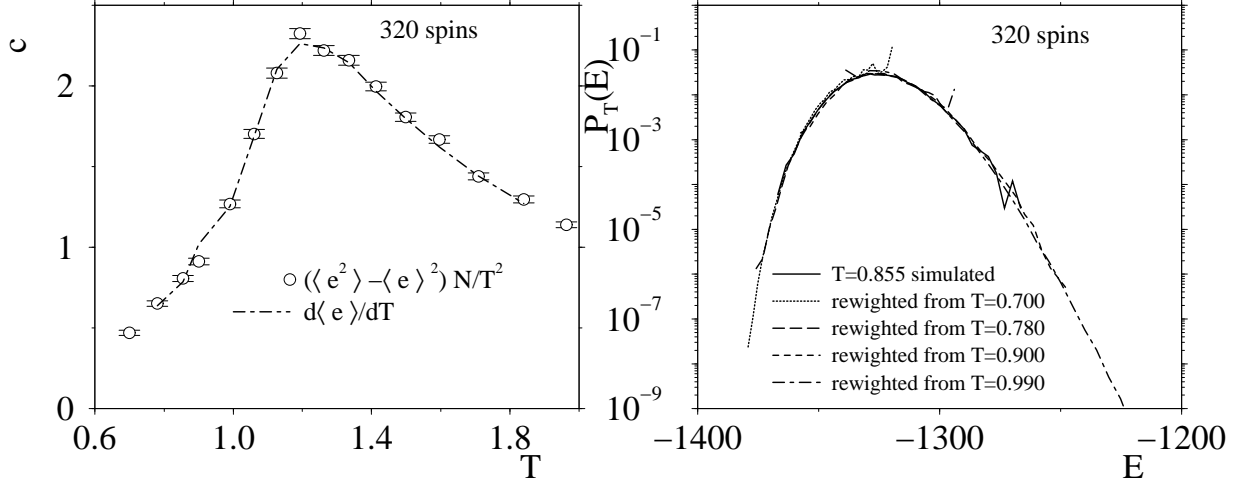 c
320 spins
2
1
0
0.6
1.0
1.4
1.8
T
(⟨ e² ⟩ –⟨ e ⟩ ²) N/T²
d⟨ e ⟩/dT
P_T(E)
320 spins
10⁻¹
10⁻³
10⁻⁵
10⁻⁷
10⁻⁹
T=0.855 simulated
rewighted from T=0.700
rewighted from T=0.780
rewighted from T=0.900
rewighted from T=0.990
−1400
−1300
−1200
E